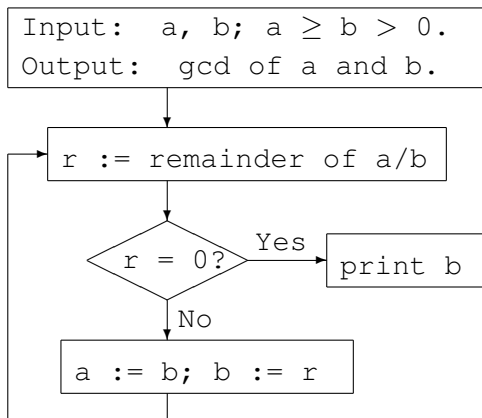 Input: a, b; a ≥ b > 0.
Output: gcd of a and b.
r := remainder of a/b
r = 0?
Yes
print b
No
a := b; b := r